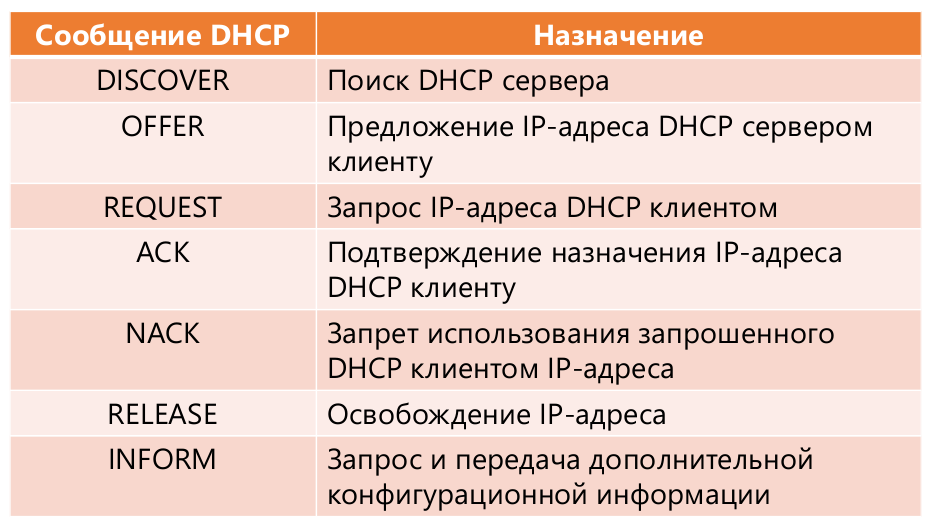 Сообщение DHCP
Назначение
DISCOVER
Поиск DHCP сервера
OFFER
Предложение IP-адреса DHCP сервером
клиенту
REQUEST
Запрос IP-адреса DHCP клиентом
ACK
Подтверждение назначения IP-адреса
DHCP клиенту
NACK
Запрет использования запрошенного
DHCP клиентом IP-адреса
RELEASE
Освобождение IP-адреса
INFORM
Запрос и передача дополнительной
конфигурационной информации